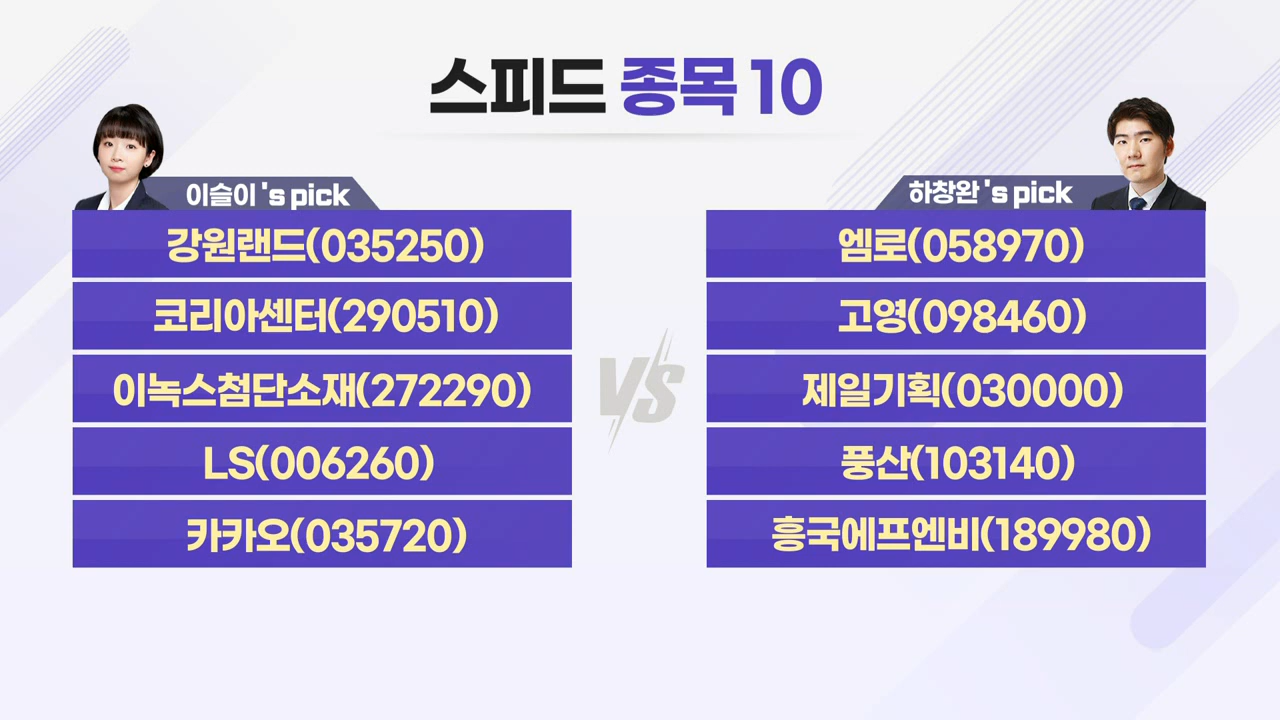 스피드 종목 10
이슬이 's pick
강원랜드(035250)
코리아센터(290510)
이녹스첨단소재(272290)
LS(006260)
카카오(035720)
VS
하창완 's pick
엠로(058970)
고영(098460)
제일기획(030000)
풍산(103140)
흥국에프엔비(189980)